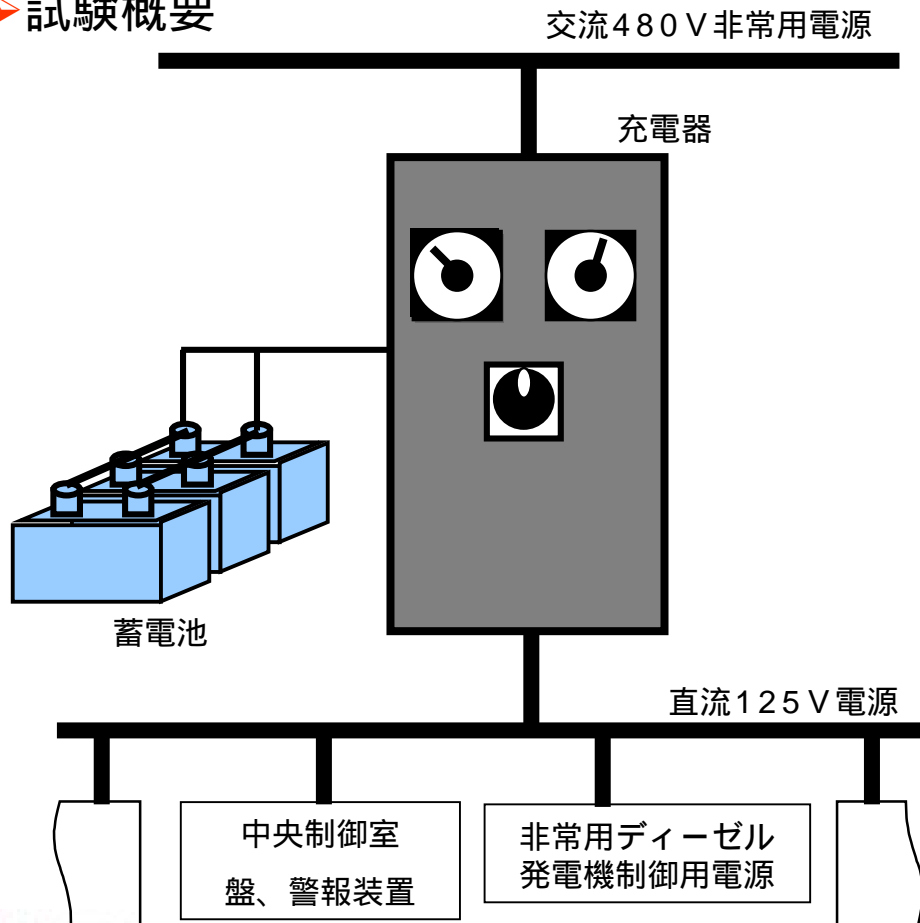 試験概要
交流480V非常用電源
充電器
蓄電池
直流125V電源
中央制御室
盤、警報装置
非常用ディーゼル
発電機制御用電源